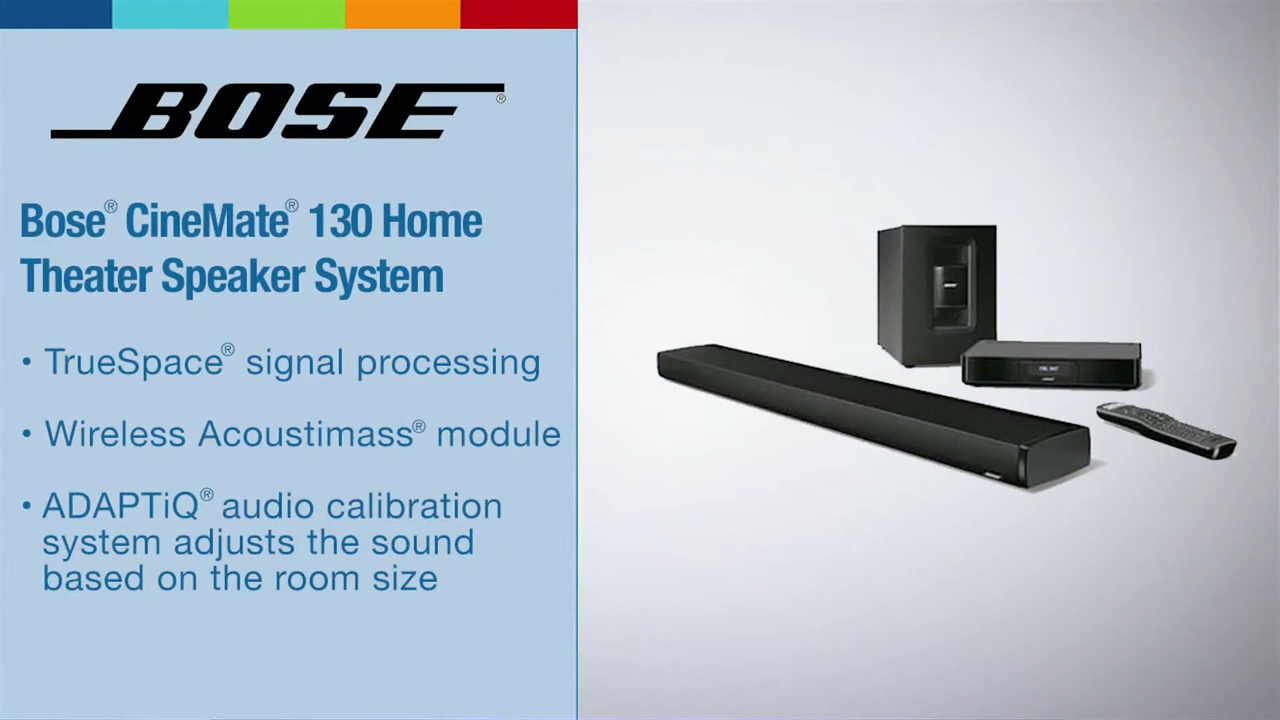 BOSE®
Bose® CineMate® 130 Home
Theater Speaker System
• TrueSpace® signal processing
• Wireless Acoustimass® module
• ADAPTiQ® audio calibration
system adjusts the sound
based on the room size